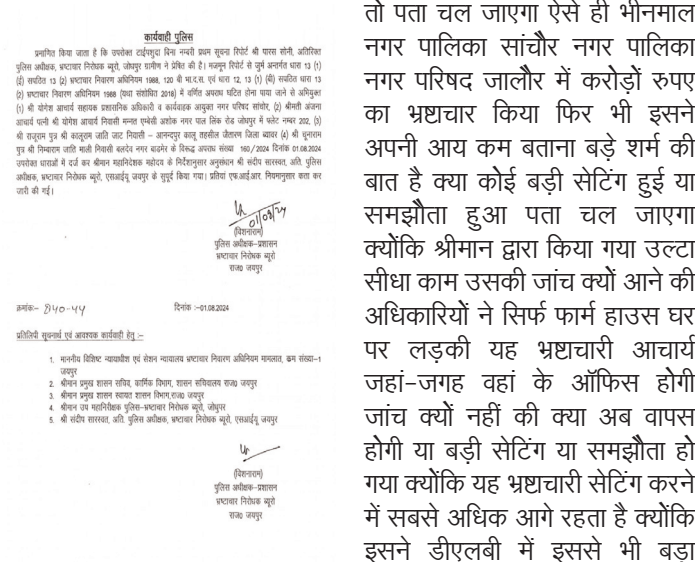 कार्यवाही पुलिस
प्रमाणित किया जाता है कि उपरोक्त टाईपशुदा बिना नम्बरी प्रथम सूचना रिपोर्ट श्री पारस सोनी, अतिरिक्त
पुलिस अधीक्षक, भ्रष्टाचार निरोधक ब्यूरो, जोधपुर ग्रामीण ने प्रेषित की है। मजमून रिपोर्ट से जुर्म अन्तर्गत धारा 13 (1)
(ई) सपठित 13 (2) भ्रष्टाचार निवारण अधिनियम 1988, 120 बी भा.द.स. एवं धारा 12, 13 (1) (बी) सपठित धारा 13
(2) भ्रष्टाचार निवारण अधिनियम 1988 (यथा संशोधित 2018) में वर्णित अपराध घटित होना पाया जाने से अभियुक्त
(1) श्री योगेश आचार्य सहायक प्रशासनिक अधिकारी व कार्यवाहक आयुक्त नगर परिषद सांचोर, (2) श्रीमती अंजना
आचार्य पत्नी श्री योगेश आचार्य निवासी मन्नत एम्बेसी अशोक नगर पाल लिंक रोड जोधपुर में फ्लेट नम्बर 202, (3)
श्री राजूराम पुत्र श्री कालूराम जाति जाट निवासी – आनन्दपुर कालू तहसील जैतारण जिला ब्यावर (4) श्री चूनाराम
पुत्र श्री निम्बाराम जाति माली निवासी बलदेव नगर बाडमेर के विरूद्ध अपराध संख्या 160/2024 दिनांक 01.08.2024
उपरोक्त धाराओं में दर्ज कर श्रीमान महानिदेशक महोदय के निर्देशानुसार अनुसंधान श्री संदीप सारस्वत, अति. पुलिस
अधीक्षक, भ्रष्टाचार निरोधक ब्यूरो, एसआईयू जयपुर के सुपुर्द किया गया। प्रतियां एफ.आई.आर. नियमानुसार कता कर
जारी की गई।
01/08/24
(विशनाराम)
पुलिस अधीक्षक–प्रशासन
भ्रष्टाचार निरोधक ब्यूरो
राज० जयपुर
क्रमांकः– 840-44 दिनांक :–01.08.2024
प्रतिलिपी सूचनार्थ एवं आवश्यक कार्यवाही हेतु :–
1. माननीय विशिष्ट न्यायाधीश एवं सेशन न्यायालय भ्रष्टाचार निवारण अधिनियम मामलात, क्रम संख्या–1
जयपुर
2. श्रीमान प्रमुख शासन सचिव, कार्मिक विभाग, शासन सचिवालय राज० जयपुर
3. श्रीमान प्रमुख शासन स्वायत शासन विभाग,राज० जयपुर
4. श्रीमान उप महानिरीक्षक पुलिस–भ्रष्टाचार निरोधक ब्यूरो, जोधुपर
5. श्री संदीप सारस्वत, अति. पुलिस अधीक्षक, भ्रष्टाचार निरोधक ब्यूरो, एसआईयू जयपुर
(विशनाराम)
पुलिस अधीक्षक–प्रशासन
भ्रष्टाचार निरोधक ब्यूरो
राज० जयपुर
तो पता चल जाएगा ऐसे ही भीनमाल
नगर पालिका सांचौर नगर पालिका
नगर परिषद जालौर में करोड़ों रुपए
का भ्रष्टाचार किया फिर भी इसने
अपनी आय कम बताना बड़े शर्म की
बात है क्या कोई बड़ी सेटिंग हुई या
समझौता हुआ पता चल जाएगा
क्योंकि श्रीमान द्वारा किया गया उल्टा
सीधा काम उसकी जांच क्यों आने की
अधिकारियों ने सिर्फ फार्म हाउस घर
पर लड़की यह भ्रष्टाचारी आचार्य
जहां-जगह वहां के ऑफिस होगी
जांच क्यों नहीं की क्या अब वापस
होगी या बड़ी सेटिंग या समझौता हो
गया क्योंकि यह भ्रष्टाचारी सेटिंग करने
में सबसे अधिक आगे रहता है क्योंकि
इसने डीएलबी में इससे भी बड़ा